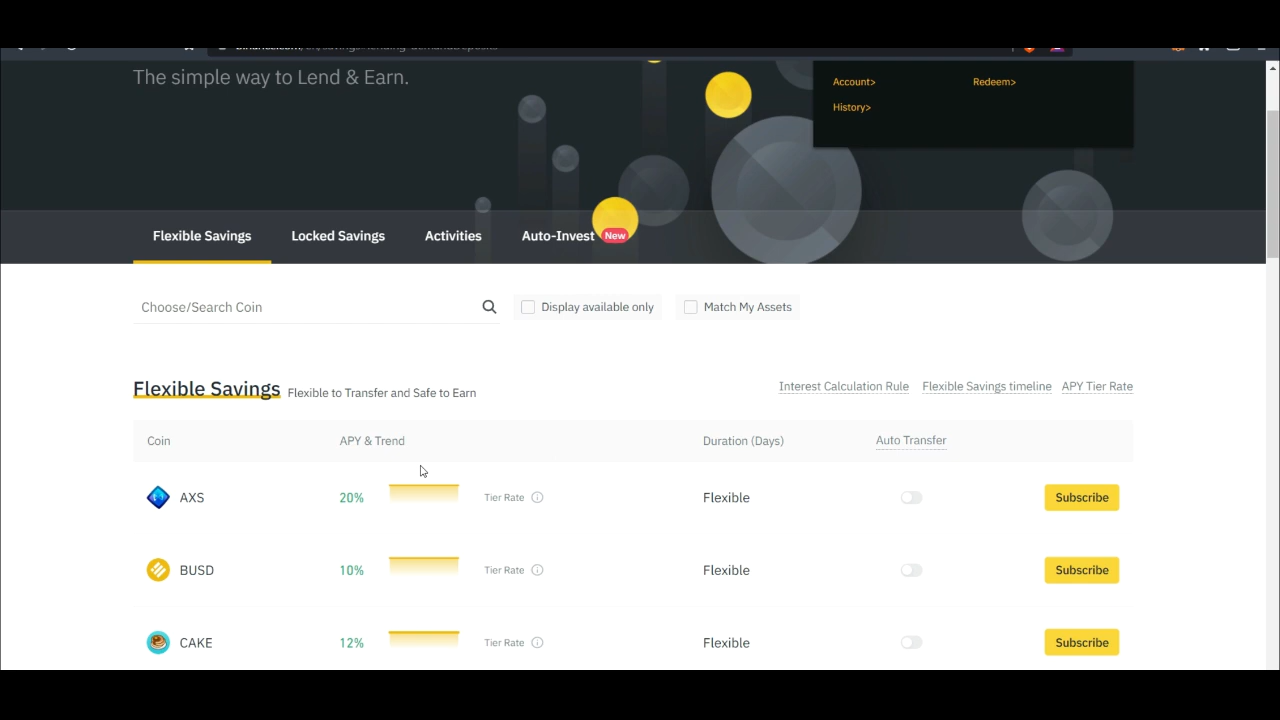 The simple way to Lend & Earn.
Account>
Redeem>
History>
Flexible Savings
Locked Savings
Activities
Auto-Invest
New
Choose/Search Coin
Display available only
Match My Assets
Flexible Savings
Flexible to Transfer and Safe to Earn
Interest Calculation Rule
Flexible Savings timeline
APY Tier Rate
Coin
APY & Trend
Duration (Days)
Auto Transfer
AXS
20%
Tier Rate
Flexible
Subscribe
BUSD
10%
Tier Rate
Flexible
Subscribe
CAKE
12%
Tier Rate
Flexible
Subscribe